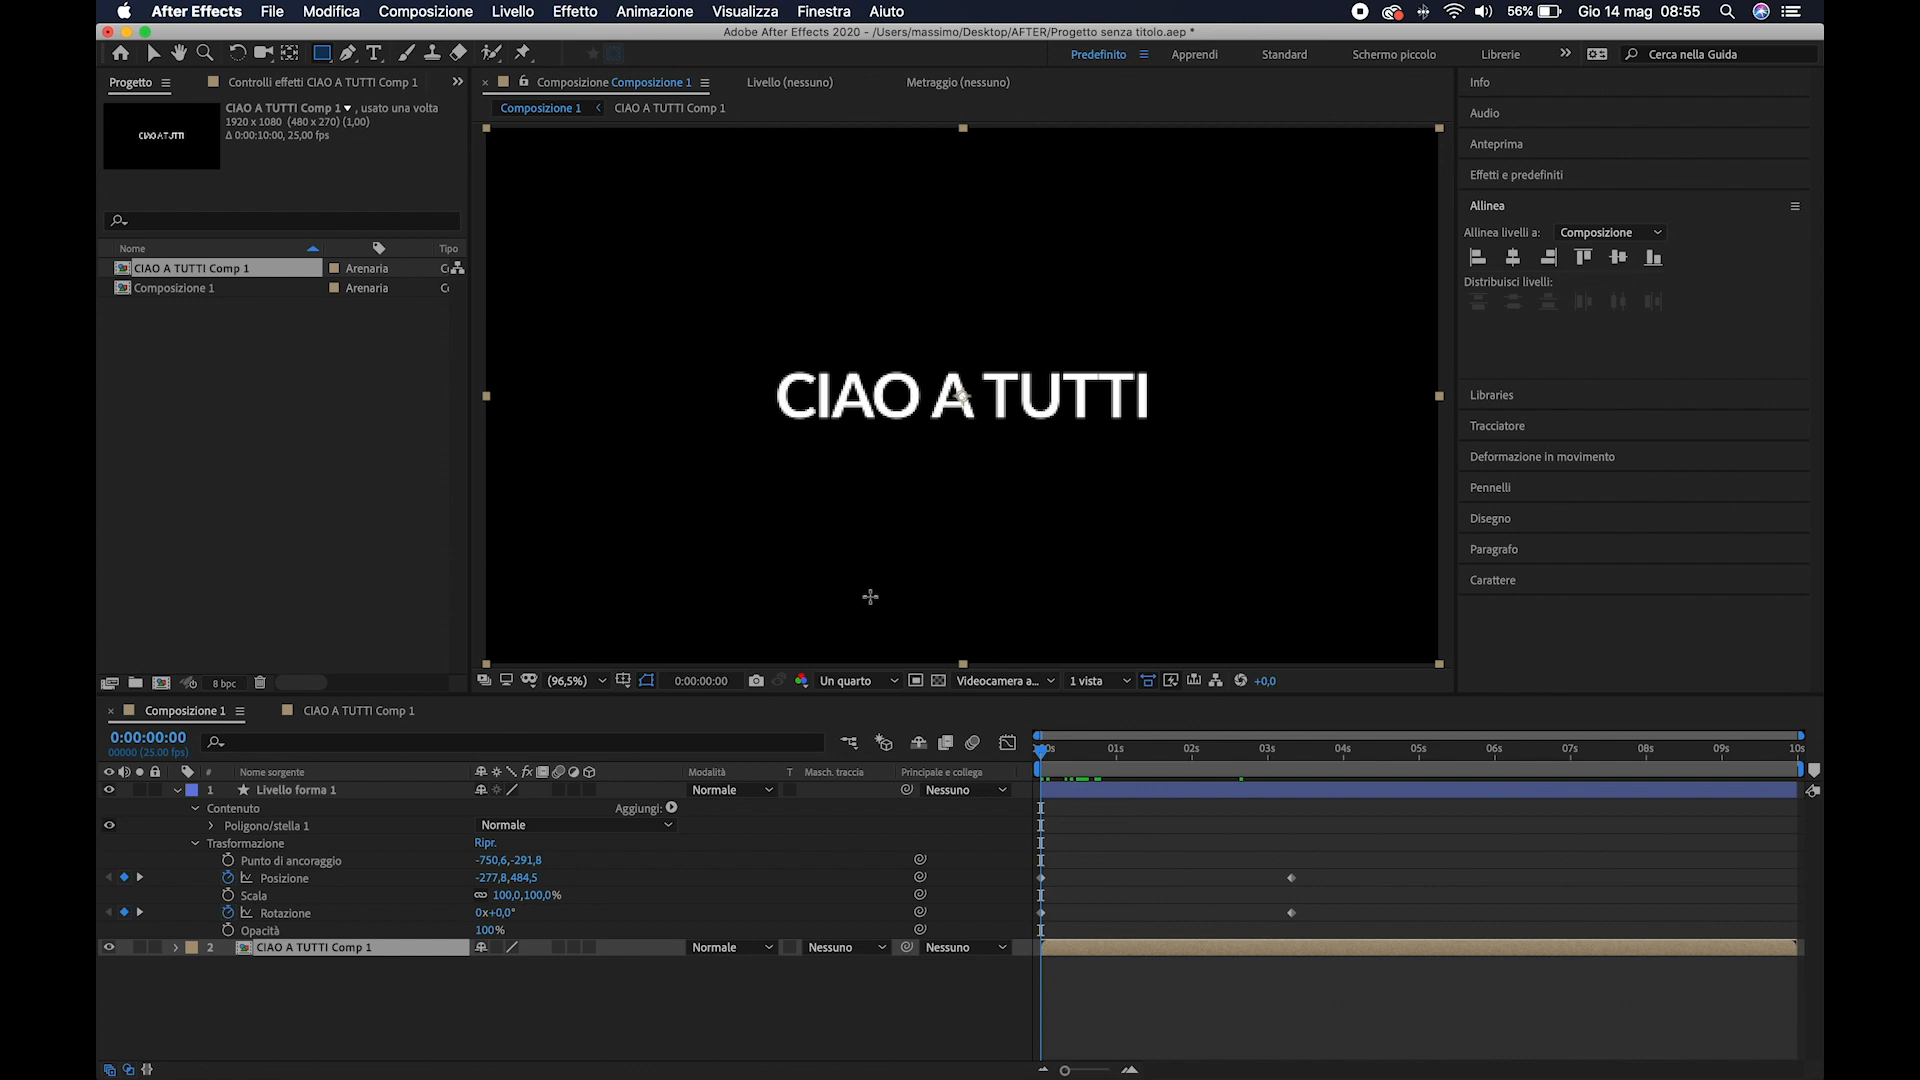 After Effects File Modifica Composizione Livello Effetto Animazione Visualizza Finestra Aiuto 56% Gio 14 mag 08:55
Adobe After Effects 2020 - /Users/massimo/Desktop/AFTER/Progetto senza titolo.aep *
Predefinito Apprendi Standard Schermo piccolo Librerie Cerca nella Guida
Progetto Controlli effetti CIAO A TUTTI Comp 1
Composizione Composizione 1 Livello (nessuno) Metraggio (nessuno)
Composizione 1 CIAO A TUTTI Comp 1
CIAO A TUTTI Comp 1 , usato una volta
1920 x 1080 (480 x 270) (1,00)
Δ 0:00:10:00, 25,00 fps
CIAO A TUTTI
Nome Tipo
CIAO A TUTTI Comp 1 Arenaria
Composizione 1 Arenaria
CIAO A TUTTI
Info
Audio
Anteprima
Effetti e predefiniti
Allinea
Allinea livelli a: Composizione
Distribuisci livelli:
Libraries
Tracciatore
Deformazione in movimento
Pennelli
Disegno
Paragrafo
Carattere
8 bpc
(96,5%) 0:00:00:00 Un quarto Videocamera a... 1 vista +0,0
Composizione 1 CIAO A TUTTI Comp 1
0:00:00:00
00000 (25.00 fps)
01s 02s 03s 04s 05s 06s 07s 08s 09s 10s
# Nome sorgente fx Modalità T Masch. traccia Principale e collega
1 Livello forma 1 Normale Nessuno
Contenuto Aggiungi:
Poligono/stella 1 Normale
Trasformazione Ripr.
Punto di ancoraggio -750,6,-291,8
Posizione -277,8,484,5
Scala 100,0,100,0%
Rotazione 0x+0,0°
Opacità 100%
2 CIAO A TUTTI Comp 1 Normale Nessuno Nessuno